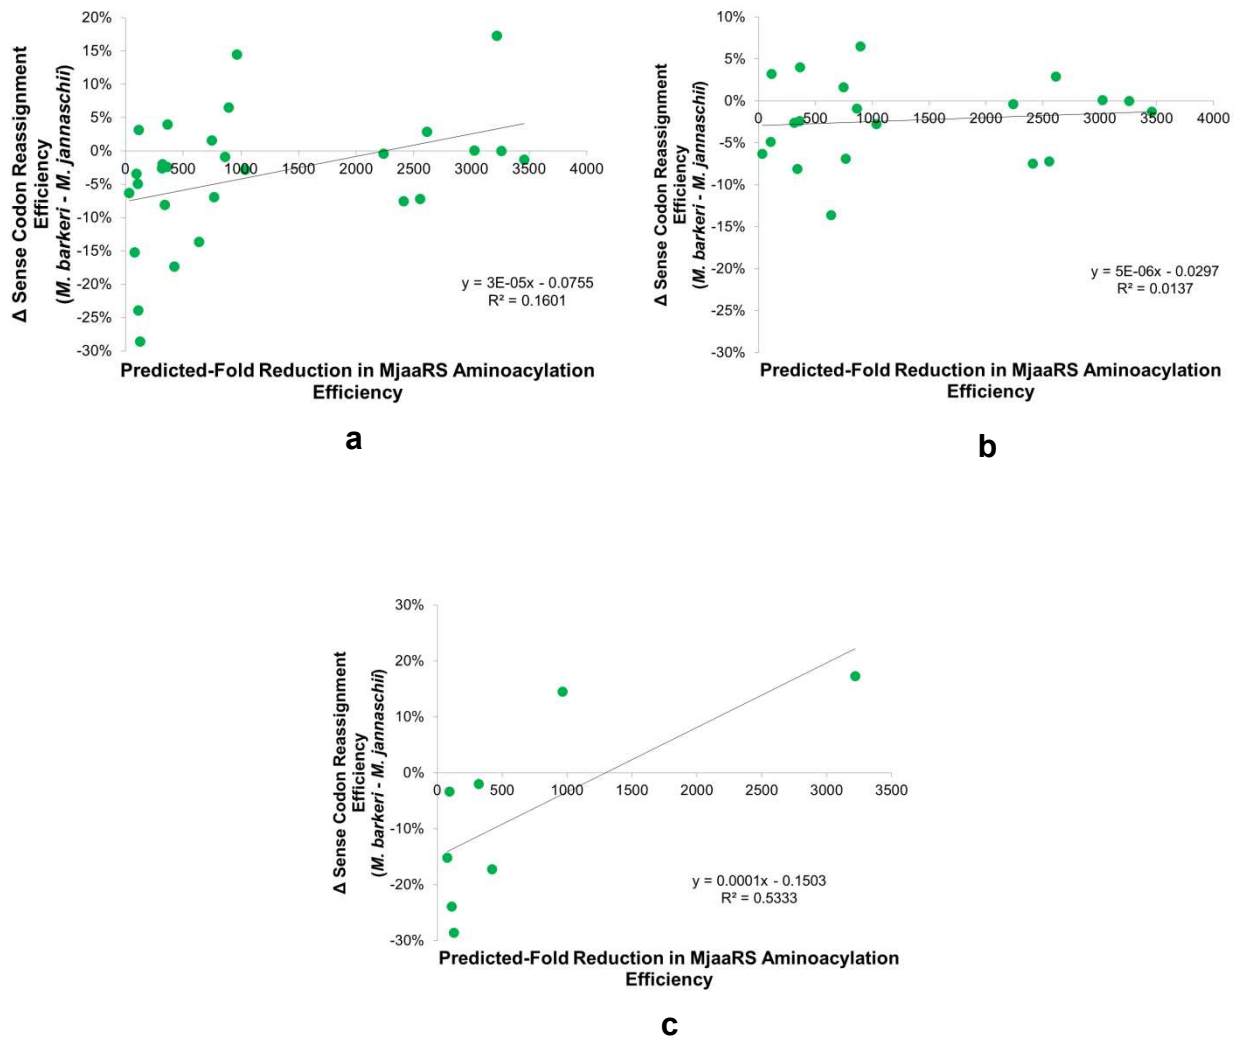 20%
15%
10%
5%
0%
-5%
-10%
-15%
-20%
-25%
-30%
0 500 1000 1500 2000 2500 3000 3500 4000
Δ Sense Codon Reassignment
Efficiency
(M. barkeri - M. jannaschii)
y = 3E-05x - 0.0755
R² = 0.1601
Predicted-Fold Reduction in MjaaRS Aminoacylation
Efficiency
a
10%
5%
0%
-5%
-10%
-15%
-20%
-25%
-30%
0 500 1000 1500 2000 2500 3000 3500 4000
Δ Sense Codon Reassignment
Efficiency
(M. barkeri - M. jannaschii)
y = 5E-06x - 0.0297
R² = 0.0137
Predicted-Fold Reduction in MjaaRS Aminoacylation
Efficiency
b
30%
20%
10%
0%
-10%
-20%
-30%
0 500 1000 1500 2000 2500 3000 3500
Δ Sense Codon Reassignment
Efficiency
(M. barkeri - M. jannaschii)
y = 0.0001x - 0.1503
R² = 0.5333
Predicted-Fold Reduction in MjaaRS Aminoacylation
Efficiency
c